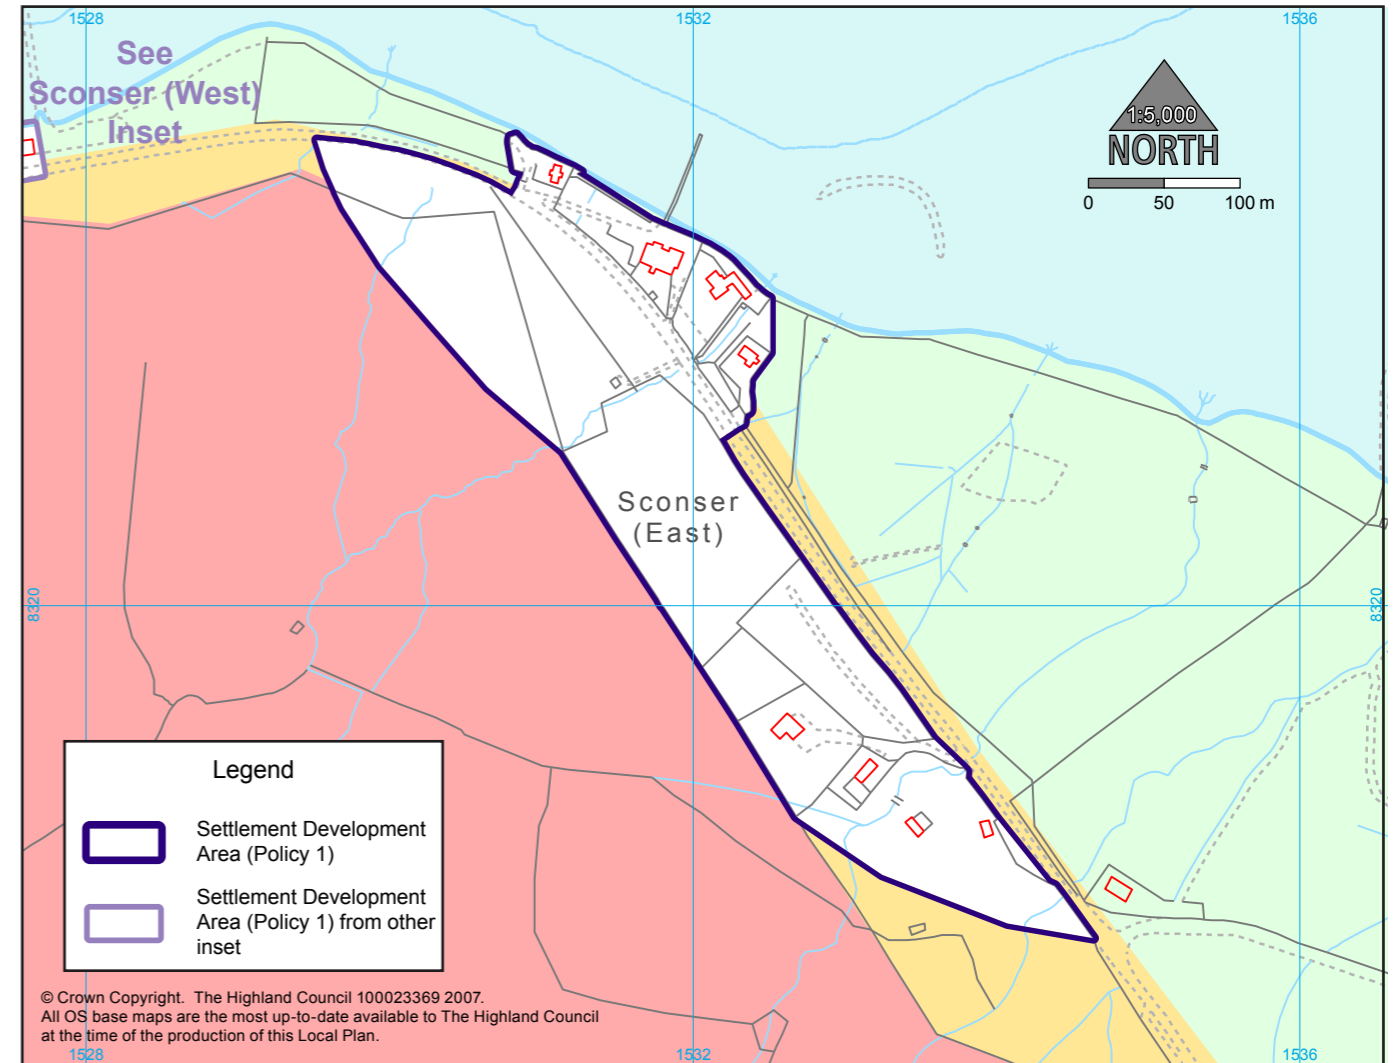 1528
1532
1536
See
Sconser (West)
Inset
1:5,000
NORTH
0 50 100 m
Sconser
(East)
8320
8320
Legend
Settlement Development
Area (Policy 1)
Settlement Development
Area (Policy 1) from other
inset
© Crown Copyright. The Highland Council 100023369 2007.
All OS base maps are the most up-to-date available to The Highland Council
at the time of the production of this Local Plan.
1528
1532
1536